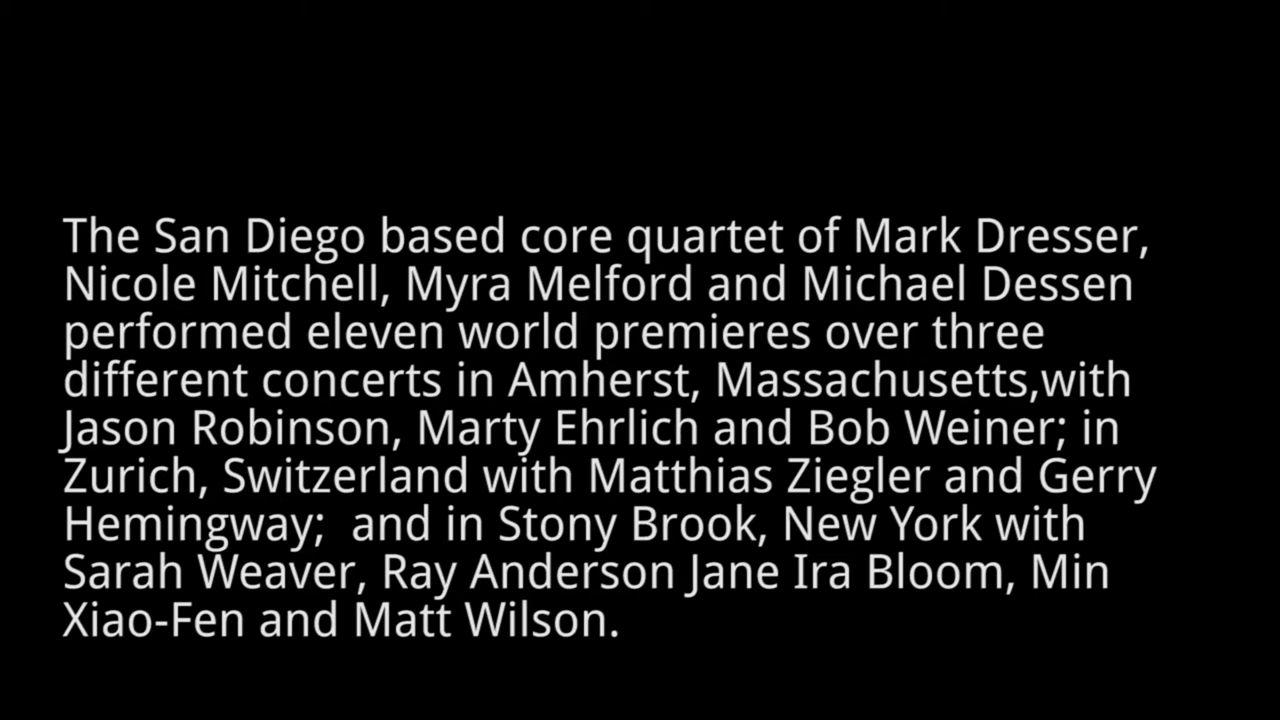 The San Diego based core quartet of Mark Dresser,
Nicole Mitchell, Myra Melford and Michael Dessen
performed eleven world premieres over three
different concerts in Amherst, Massachusetts,with
Jason Robinson, Marty Ehrlich and Bob Weiner; in
Zurich, Switzerland with Matthias Ziegler and Gerry
Hemingway;  and in Stony Brook, New York with
Sarah Weaver, Ray Anderson Jane Ira Bloom, Min
Xiao-Fen and Matt Wilson.